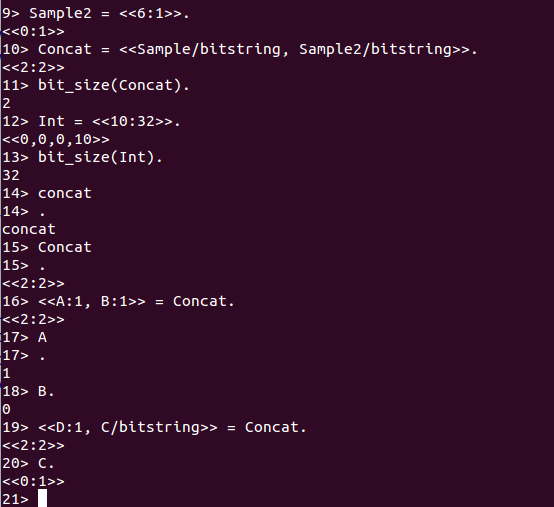 9> Sample2 = <<6:1>>.
<<0:1>>
10> Concat = <<Sample/bitstring, Sample2/bitstring>>.
<<2:2>>
11> bit_size(Concat).
2
12> Int = <<10:32>>.
<<0,0,0,10>>
13> bit_size(Int).
32
14> concat
14> .
concat
15> Concat
15> .
<<2:2>>
16> <<A:1, B:1>> = Concat.
<<2:2>>
17> A
17> .
1
18> B.
0
19> <<D:1, C/bitstring>> = Concat.
<<2:2>>
20> C.
<<0:1>>
21>